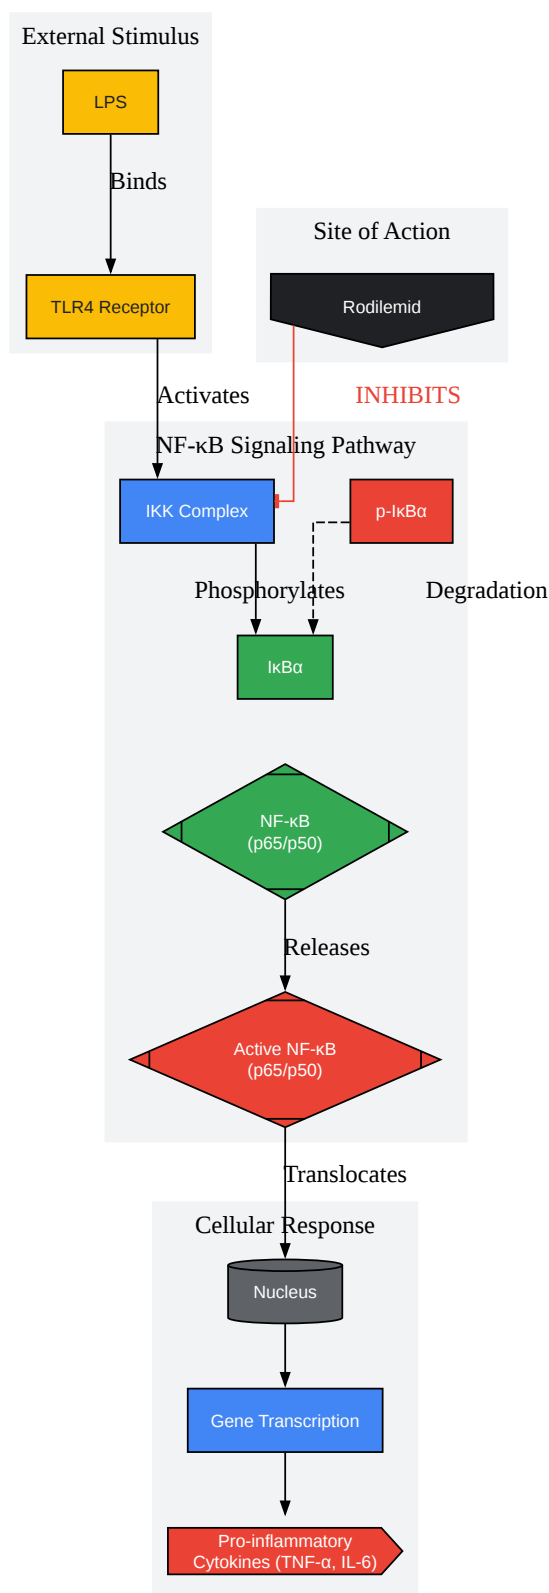 External Stimulus
LPS
Binds
TLR4 Receptor
Site of Action
Rodilemid
Activates
INHIBITS
NF-κB Signaling Pathway
IKK Complex
p-IκBα
Phosphorylates
Degradation
IκBα
NF-κB
(p65/p50)
Releases
Active NF-κB
(p65/p50)
Translocates
Cellular Response
Nucleus
Gene Transcription
Pro-inflammatory
Cytokines (TNF-α, IL-6)